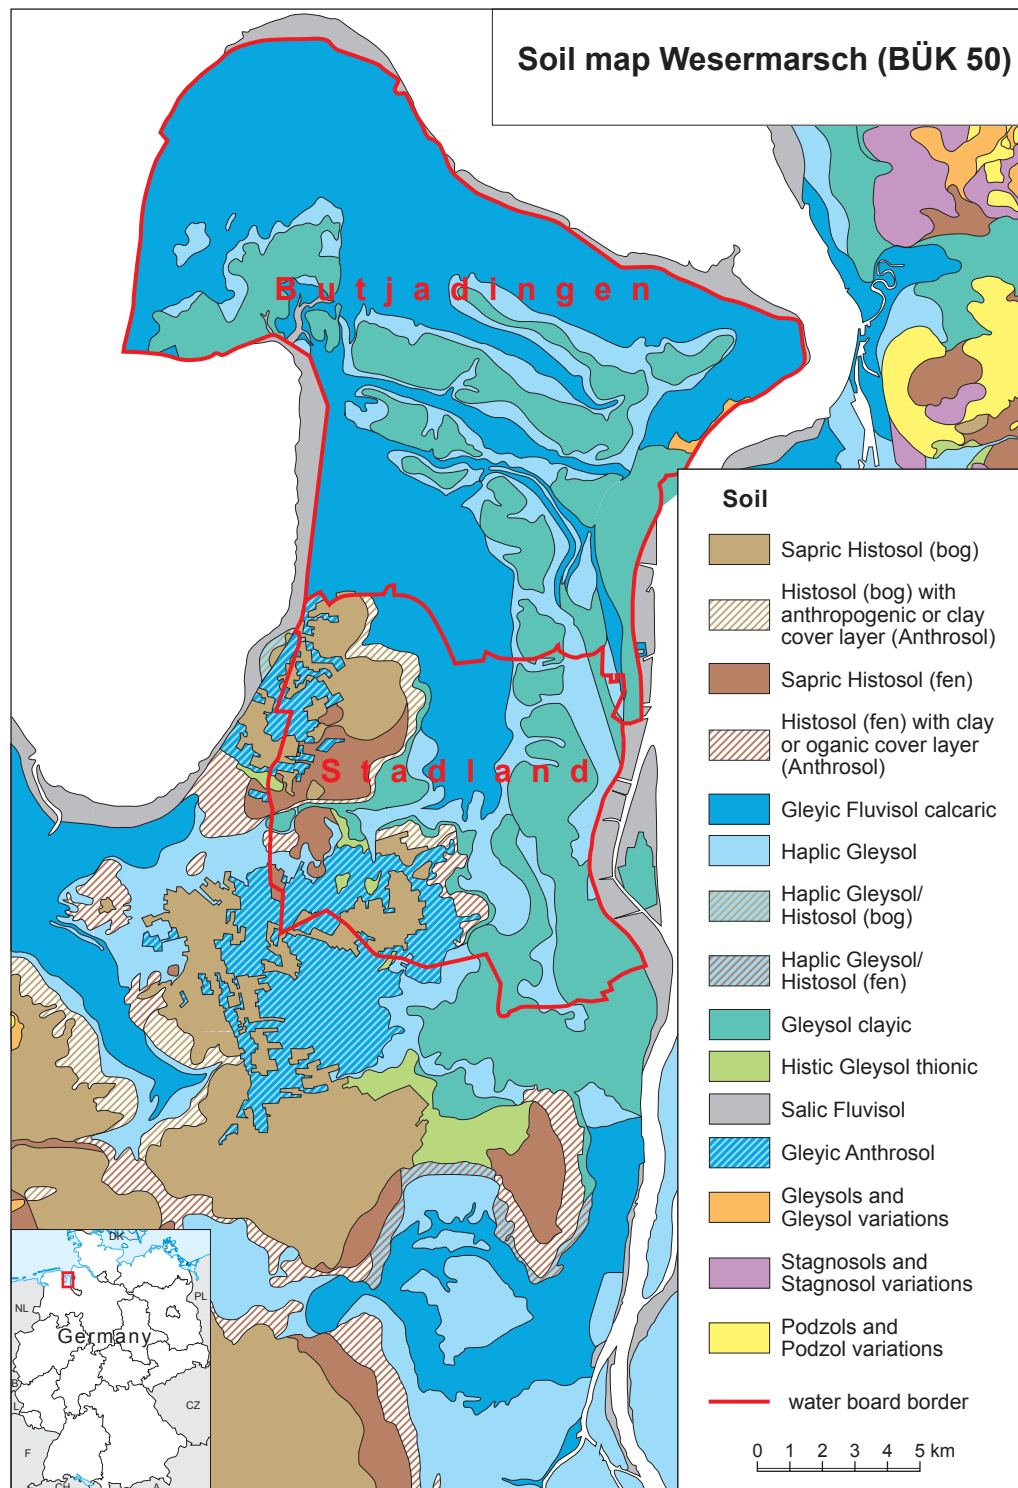 Soil map Wesermarsch (BÜK 50)
Butjadingen
Stadland
Soil
Sapric Histosol (bog)
Histosol (bog) with
anthropogenic or clay
cover layer (Anthrosol)
Sapric Histosol (fen)
Histosol (fen) with clay
or oganic cover layer
(Anthrosol)
Gleyic Fluvisol calcaric
Haplic Gleysol
Haplic Gleysol/
Histosol (bog)
Haplic Gleysol/
Histosol (fen)
Gleysol clayic
Histic Gleysol thionic
Salic Fluvisol
Gleyic Anthrosol
Gleysols and
Gleysol variations
Stagnosols and
Stagnosol variations
Podzols and
Podzol variations
water board border
0 1 2 3 4 5 km
DK
NL
PL
Germany
B
L
CZ
F
CH
A